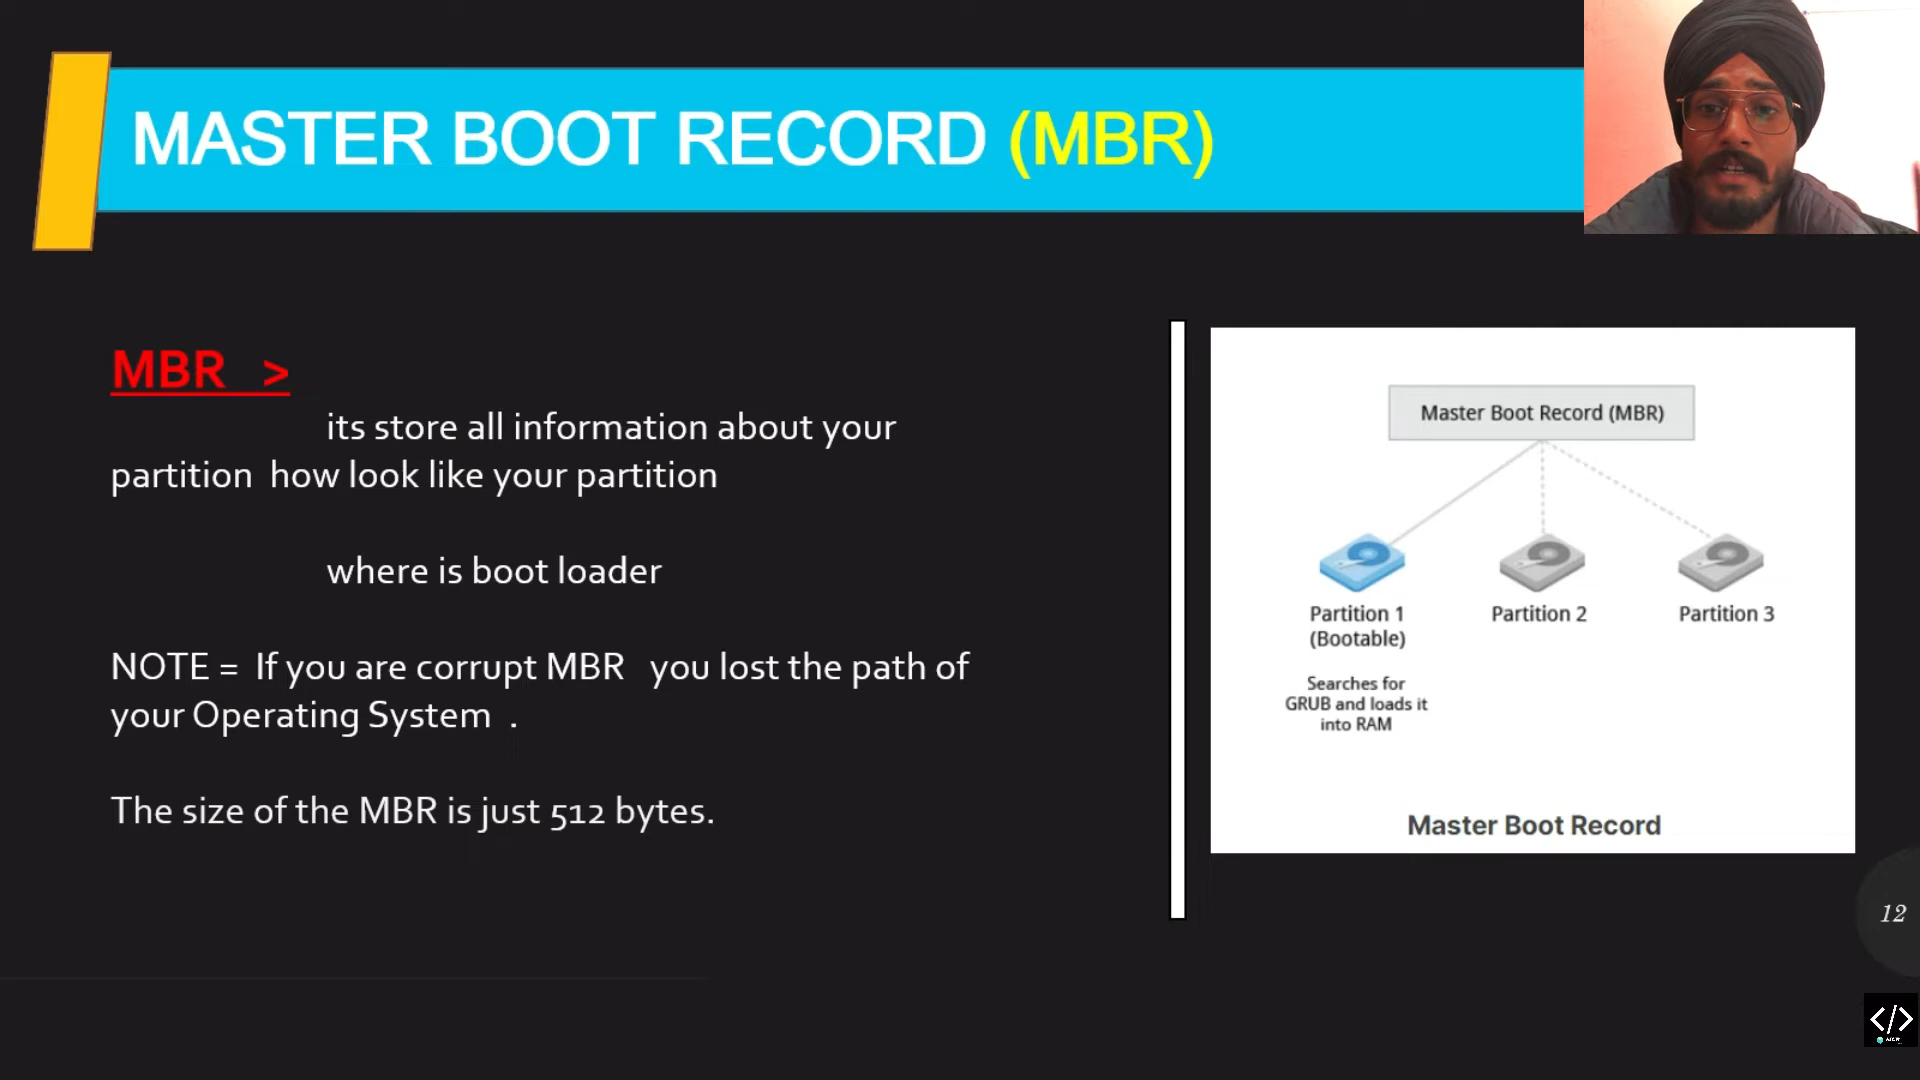 MASTER BOOT RECORD (MBR)
MBR >
its store all information about your
partition how look like your partition
where is boot loader
NOTE = If you are corrupt MBR you lost the path of
your Operating System .
The size of the MBR is just 512 bytes.
Master Boot Record (MBR)
Partition 1
(Bootable)
Partition 2
Partition 3
Searches for
GRUB and loads it
into RAM
Master Boot Record
12
</>